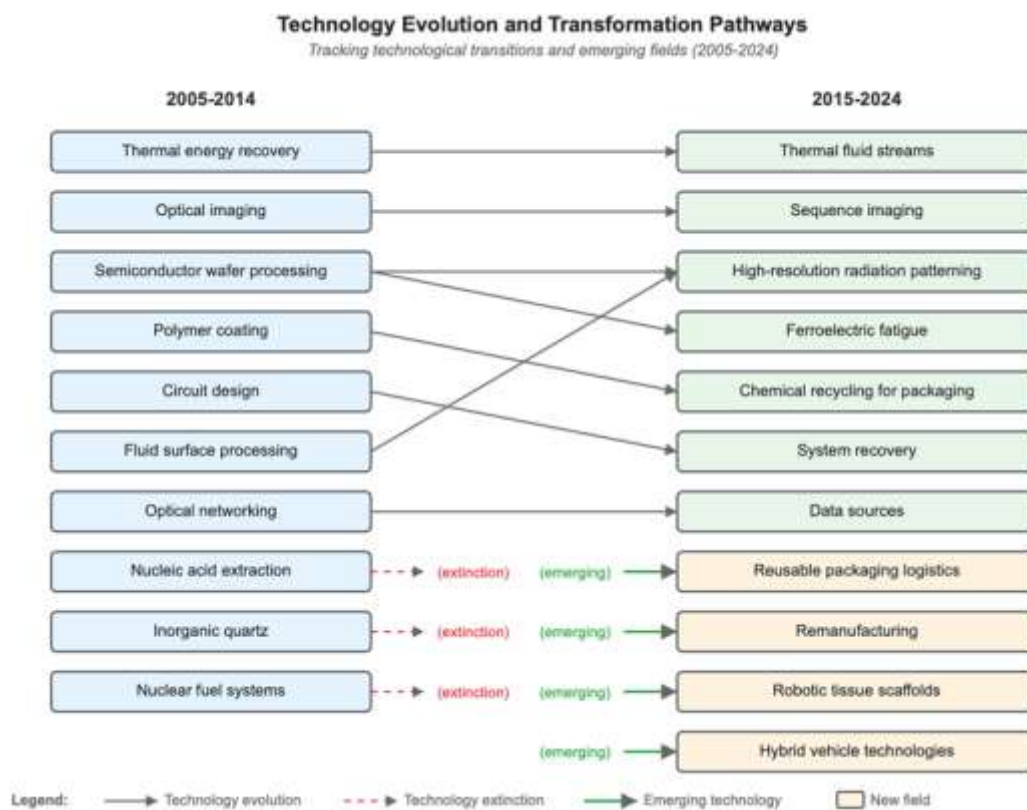 Technology Evolution and Transformation Pathways
Tracking technological transitions and emerging fields (2005-2024)
2005-2014 2015-2024
Thermal energy recovery Thermal fluid streams
Optical imaging Sequence imaging
Semiconductor wafer processing High-resolution radiation patterning
Polymer coating Ferroelectric fatigue
Circuit design Chemical recycling for packaging
Fluid surface processing System recovery
Optical networking Data sources
Nucleic acid extraction (extinction) (emerging) Reusable packaging logistics
Inorganic quartz (extinction) (emerging) Remanufacturing
Nuclear fuel systems (extinction) (emerging) Robotic tissue scaffolds
(emerging) Hybrid vehicle technologies
Legend: Technology evolution Technology extinction Emerging technology New field